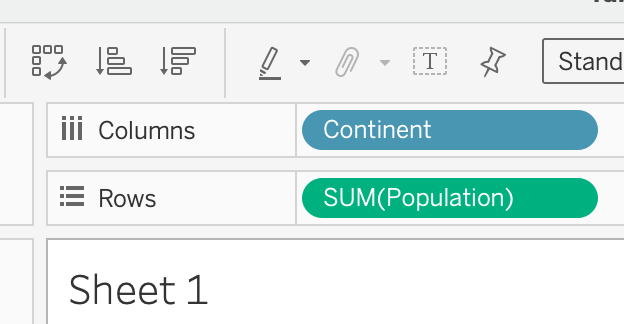 T
Stand
Columns
Continent
Rows
SUM(Population)
Sheet 1